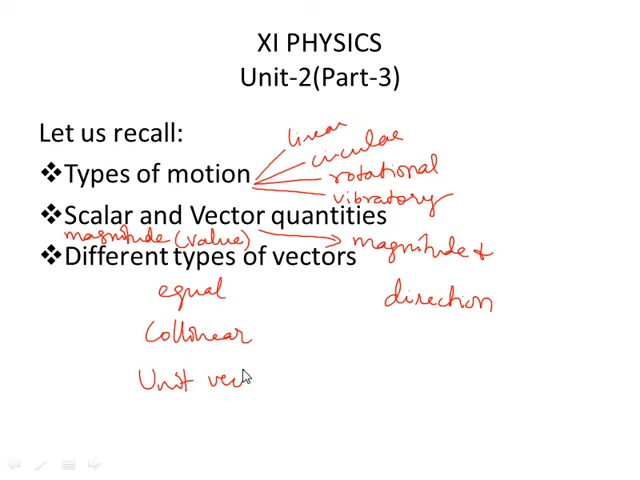 XI PHYSICS
Unit-2(Part-3)
Let us recall:
linear
circular
❖Types of motion
rotational
vibratory
❖Scalar and Vector quantities
magnitude (value)
magnitude &
❖Different types of vectors
equal
direction
Collinear
Unit vec